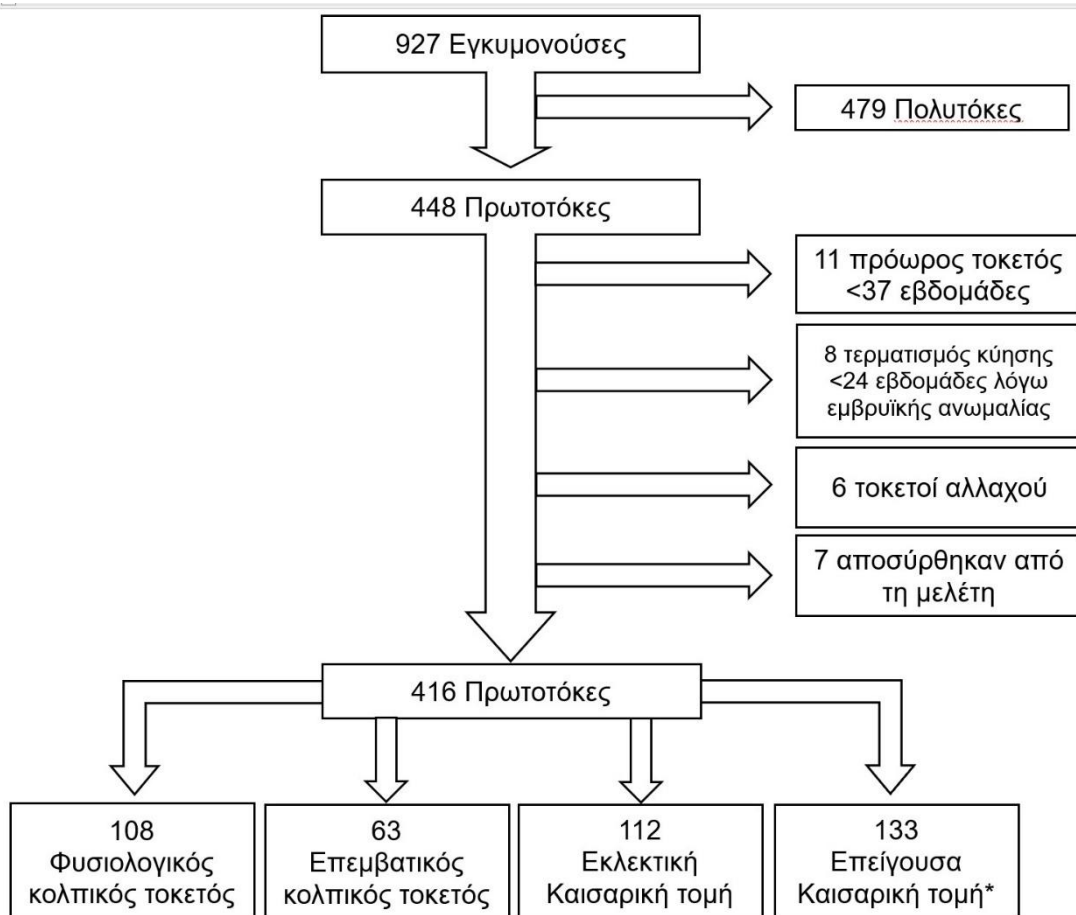 927 Εγκυμονούσες
479 Πολυτόκες
448 Πρωτοτόκες
11 πρόωρος τοκετός
<37 εβδομάδες
8 τερματισμός κύησης
<24 εβδομάδες λόγω
εμβρυϊκής ανωμαλίας
6 τοκετοί αλλαχού
7 αποσύρθηκαν από
τη μελέτη
416 Πρωτοτόκες
108
Φυσιολογικός
κολπικός τοκετός
63
Επεμβατικός
κολπικός τοκετός
112
Εκλεκτική
Καισαρική τομή
133
Επείγουσα
Καισαρική τομή*